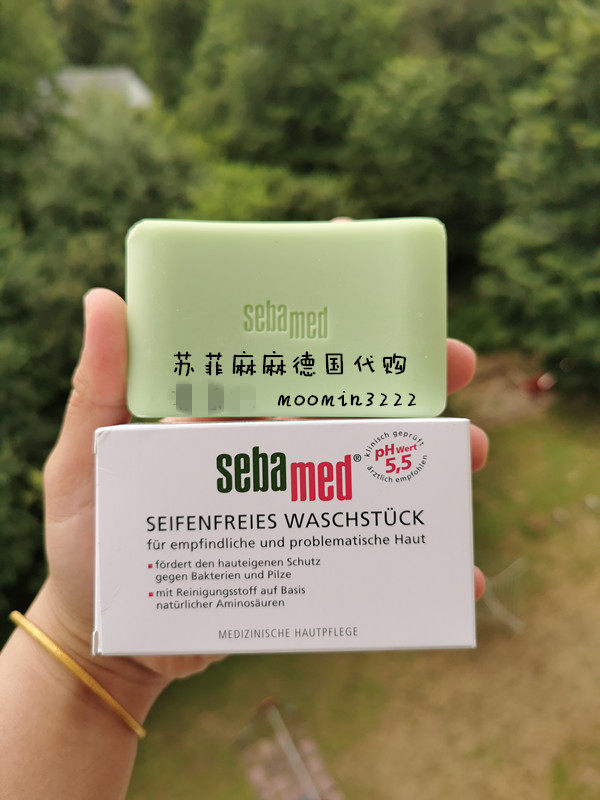 sebamed
苏菲麻麻德国代购
moomin3222
sebamed®
klinisch geprüft
pH Wert
5,5
ärztlich empfohlen
SEIFENFREIES WASCHSTÜCK
für empfindliche und problematische Haut
fördert den hauteigenen Schutz
gegen Bakterien und Pilze
mit Reinigungsstoff auf Basis
natürlicher Aminosäuren
MEDIZINISCHE HAUTPFLEGE